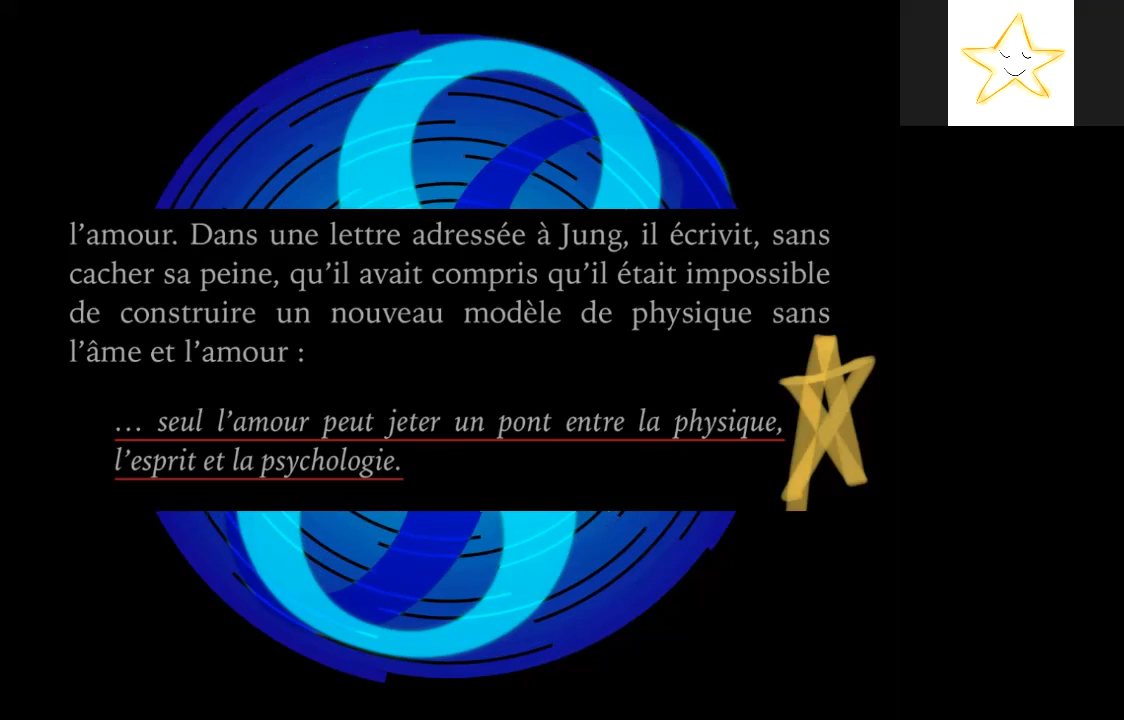 l’amour. Dans une lettre adressée à Jung, il écrivit, sans
cacher sa peine, qu’il avait compris qu’il était impossible
de construire un nouveau modèle de physique sans
l’âme et l’amour :
… seul l’amour peut jeter un pont entre la physique,
l’esprit et la psychologie.